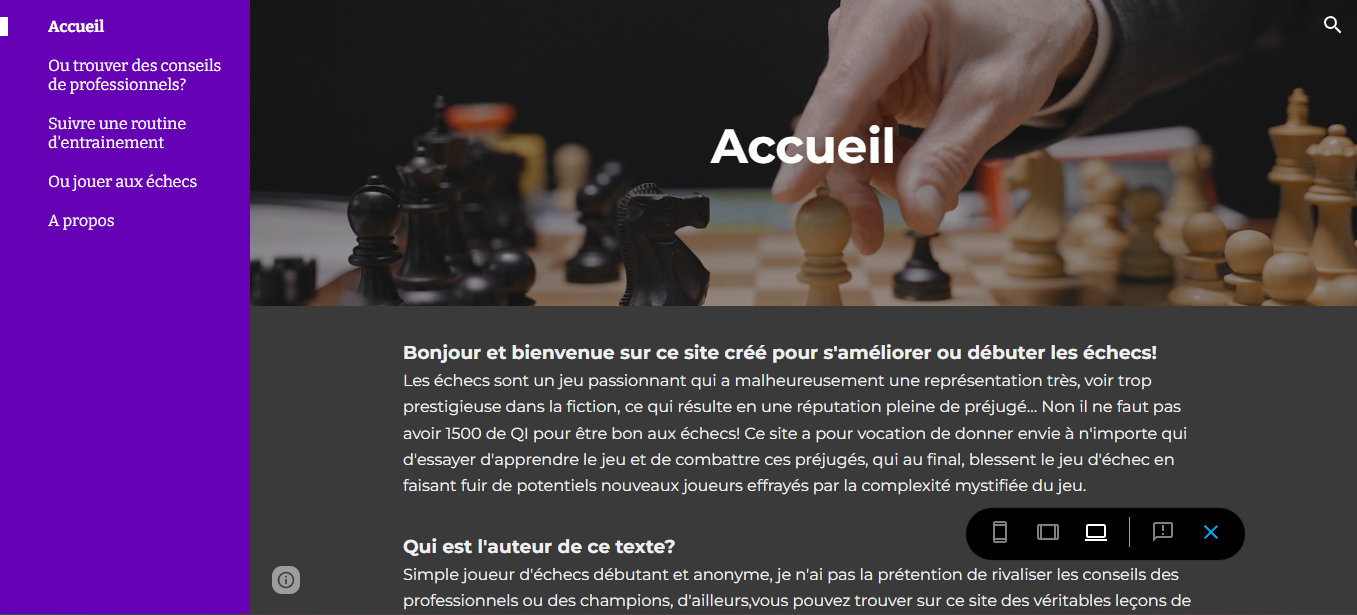 Accueil
Ou trouver des conseils
de professionnels?
Suivre une routine
d'entrainement
Ou jouer aux échecs
A propos
Accueil
Bonjour et bienvenue sur ce site créé pour s'améliorer ou débuter les échecs!
Les échecs sont un jeu passionnant qui a malheureusement une représentation très, voir trop
prestigieuse dans la fiction, ce qui résulte en une réputation pleine de préjugé... Non il ne faut pas
avoir 1500 de QI pour être bon aux échecs! Ce site a pour vocation de donner envie à n'importe qui
d'essayer d'apprendre le jeu et de combattre ces préjugés, qui au final, blessent le jeu d'échec en
faisant fuir de potentiels nouveaux joueurs effrayés par la complexité mystifiée du jeu.
Qui est l'auteur de ce texte?
Simple joueur d'échecs débutant et anonyme, je n'ai pas la prétention de rivaliser les conseils des
professionnels ou des champions, d'ailleurs,vous pouvez trouver sur ce site des véritables leçons de